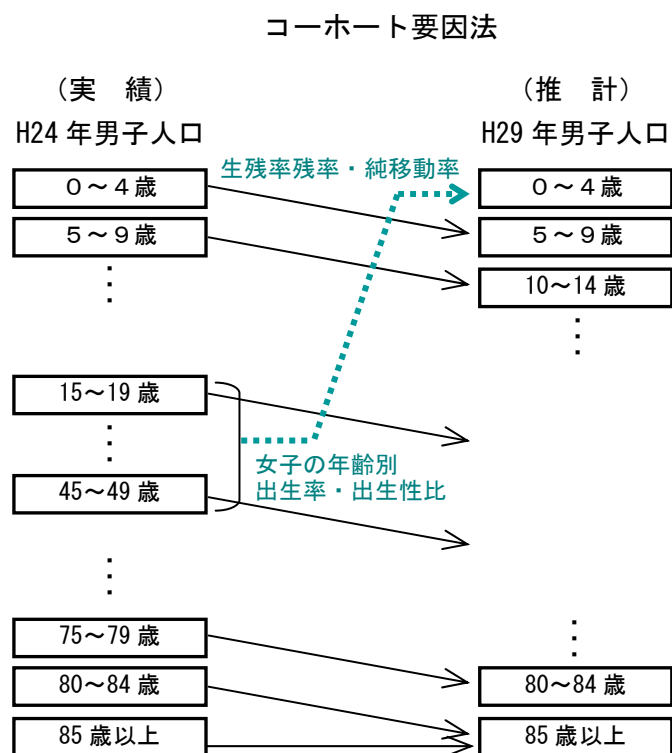 コーホート要因法
（実　績）
H24 年男子人口
（推　計）
H29 年男子人口
生残率残率・純移動率
０～４歳
５～９歳
０～４歳
５～９歳
10～14 歳
15～19 歳
45～49 歳
女子の年齢別
出生率・出生性比
75～79 歳
80～84 歳
85 歳以上
80～84 歳
85 歳以上